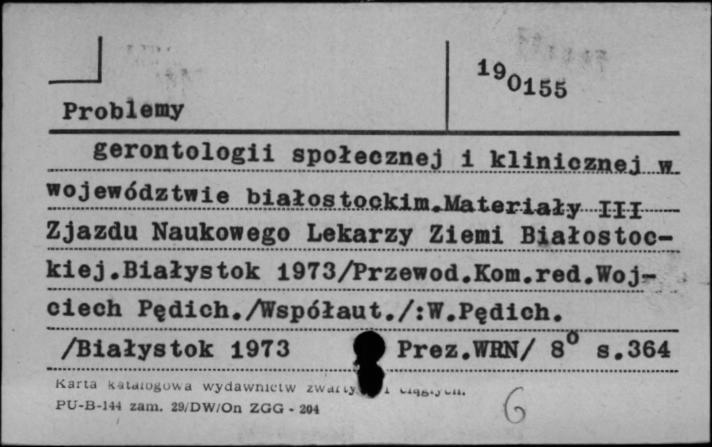 190155
Problemy
gerontologii społecznej i klinicznej w
województwie białostockim.Materiały III
Zjazdu Naukowego Lekarzy Ziemi Białostoc-
kiej.Białystok 1973/Przewod.Kom.red.Woj-
ciech Pędich./Współaut./:W.Pędich.
/Białystok 1973 Prez.WRN/ 8° s.364
Karta katalogowa wydawnictw zwartych i ciągłych.
PU-B-144 zam. 29/DW/On ZGG - 204
6